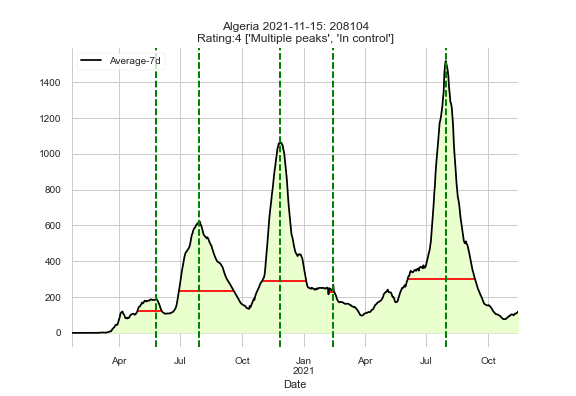 Algeria 2021-11-15: 208104
Rating:4 ['Multiple peaks', 'In control']
Average-7d
1400
1200
1000
800
600
400
200
0
Apr Jul Oct Jan Apr Jul Oct
2021
Date